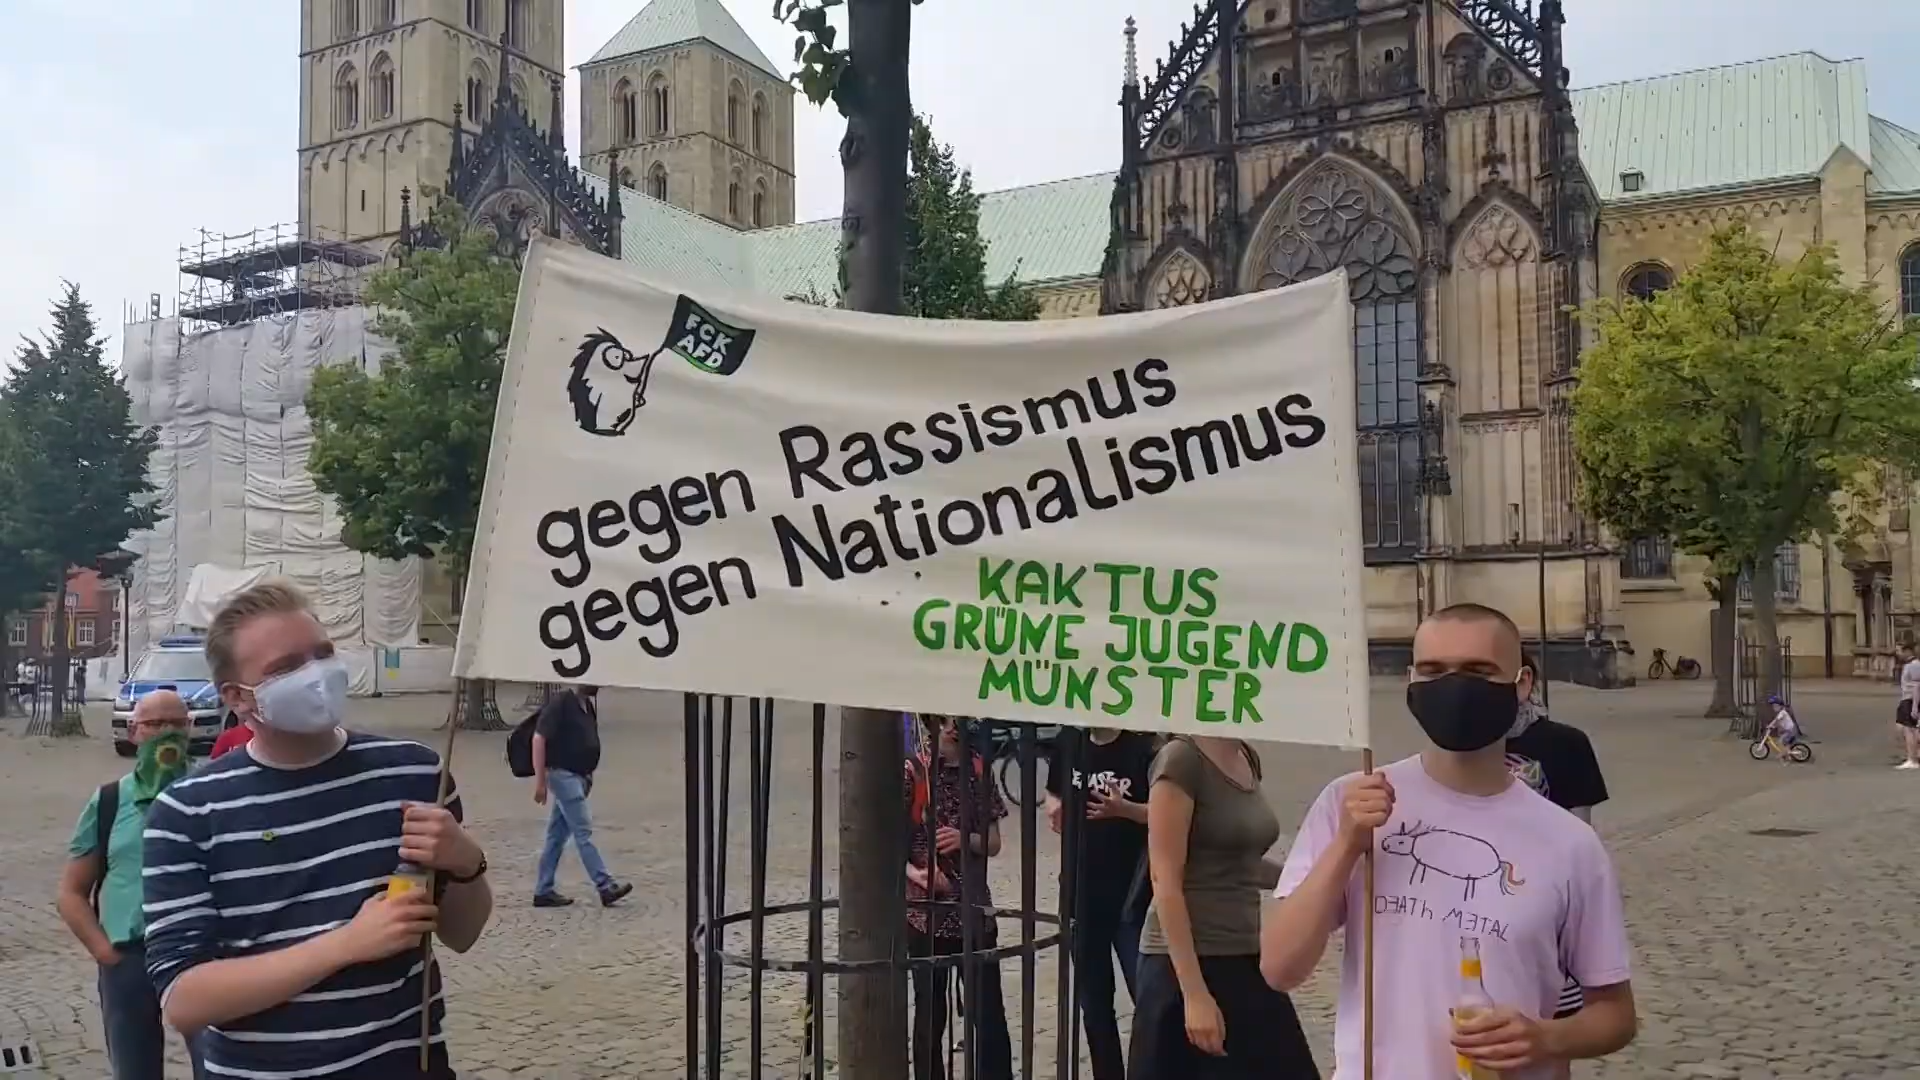 FCK
AFD
gegen Rassismus
gegen Nationalismus
KAKTUS
GRÜNE JUGEND
MÜNSTER
DEATH METAL